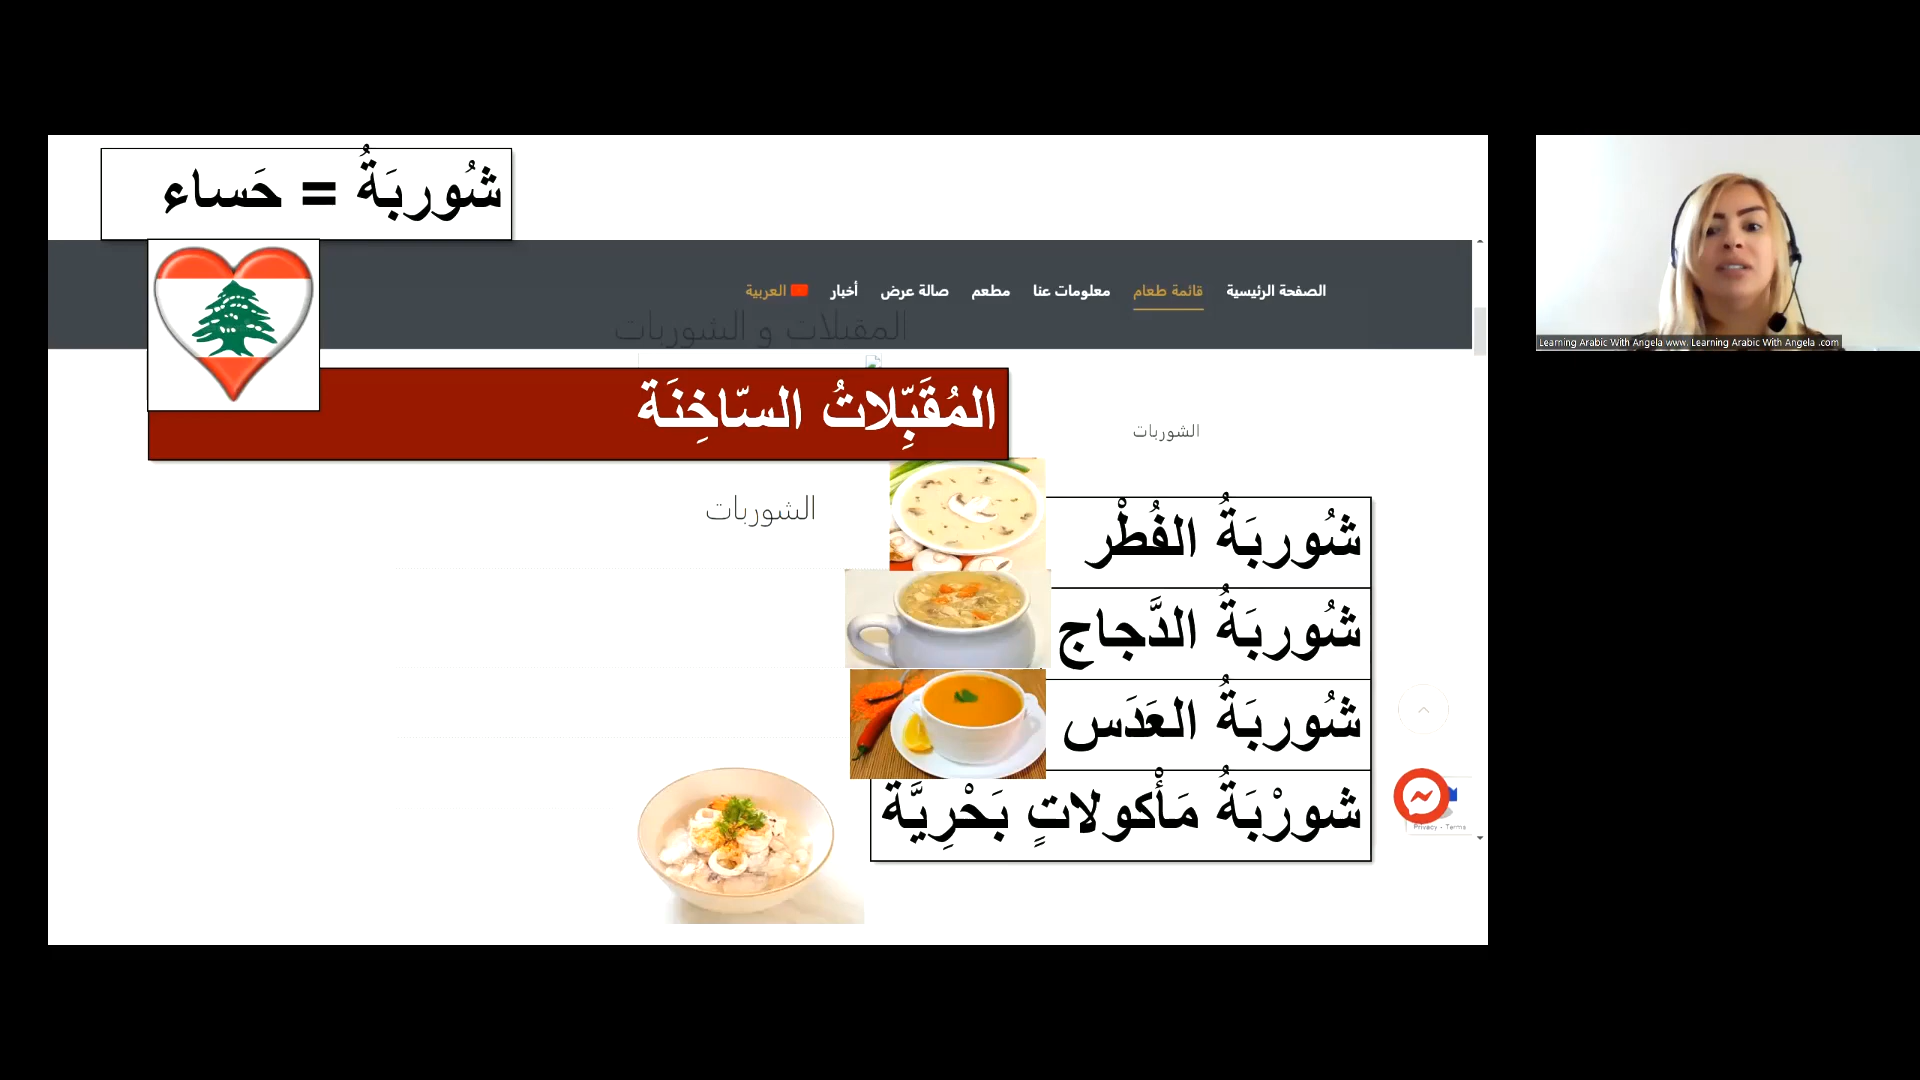 شُوربَةُ = حَساء
الصفحة الرئيسية قائمة طعام معلومات عنا مطعم صالة عرض أخبار العربية
المقبلات و الشوربات
المُقَبِّلاتُ السّاخِنَة
الشوربات
الشوربات
شُوربَةُ الفُطْر
شُوربَةُ الدَّجاج
شُوربَةُ العَدَس
شورْبَةُ مَأْكولاتٍ بَحْرِيَّة
Privacy - Terms
Learning Arabic With Angela www. Learning Arabic With Angela .com